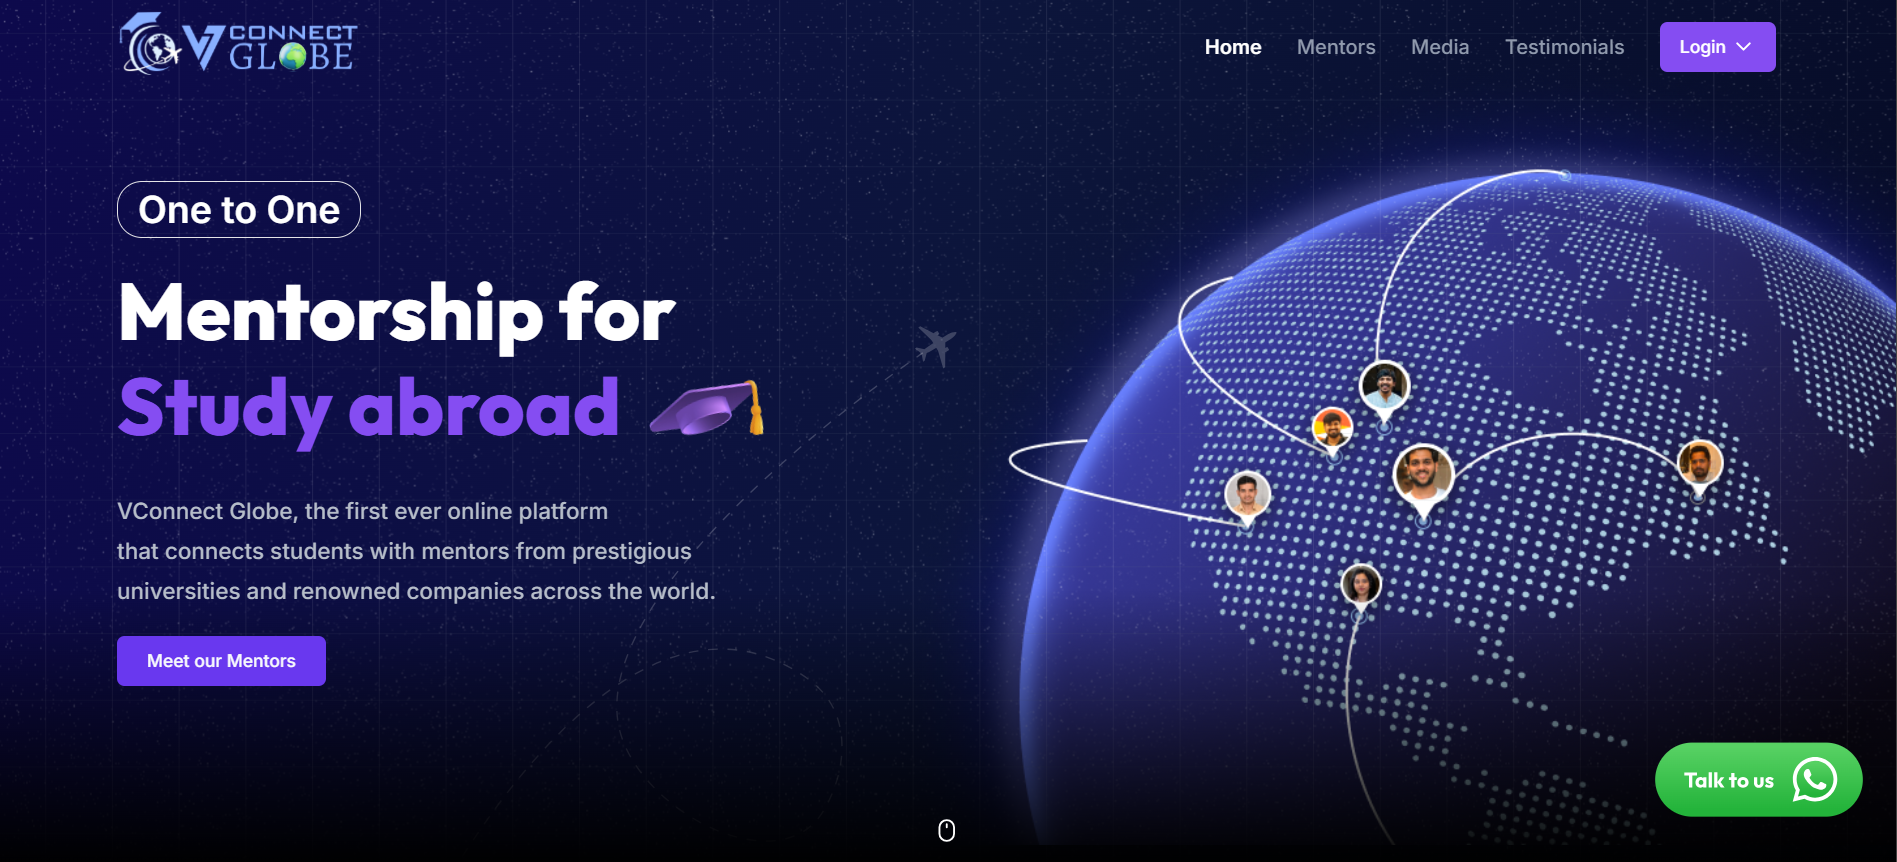 V CONNECT
GLOBE
Home
Mentors
Media
Testimonials
Login
One to One
Mentorship for
Study abroad
VConnect Globe, the first ever online platform
that connects students with mentors from prestigious
universities and renowned companies across the world.
Meet our Mentors
Talk to us